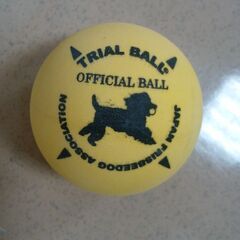 TRIAL BALL
OFFICIAL BALL
JAPAN FRISBEEDOG ASSOCIATION